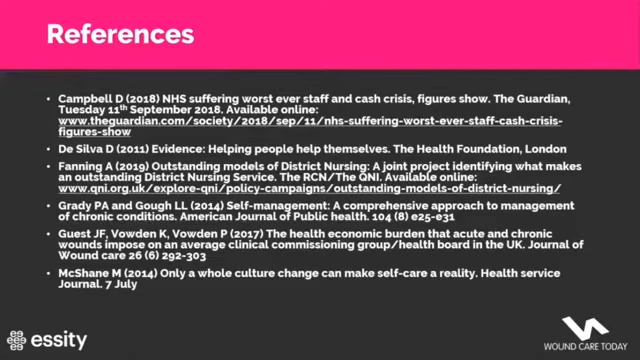 References
• Campbell D (2018) NHS suffering worst ever staff and cash crisis, figures show. The Guardian,
Tuesday 11th September 2018. Available online:
www.theguardian.com/society/2018/sep/11/nhs-suffering-worst-ever-staff-cash-crisis-
figures-show
• De Silva D (2011) Evidence: Helping people help themselves. The Health Foundation, London
• Fanning A (2019) Outstanding models of District Nursing: A joint project identifying what makes
an outstanding District Nursing Service. The RCN/The QNI. Available online:
www.qni.org.uk/explore-qni/policy-campaigns/outstanding-models-of-district-nursing/
• Grady PA and Gough LL (2014) Self-management: A comprehensive approach to management
of chronic conditions. American Journal of Public health. 104 (8) e25-e31
• Guest JF, Vowden K, Vowden P (2017) The health economic burden that acute and chronic
wounds impose on an average clinical commissioning group/health board in the UK. Journal of
Wound care 26 (6) 292-303
• McShane M (2014) Only a whole culture change can make self-care a reality. Health service
Journal. 7 July
essity
WOUND CARE TODAY